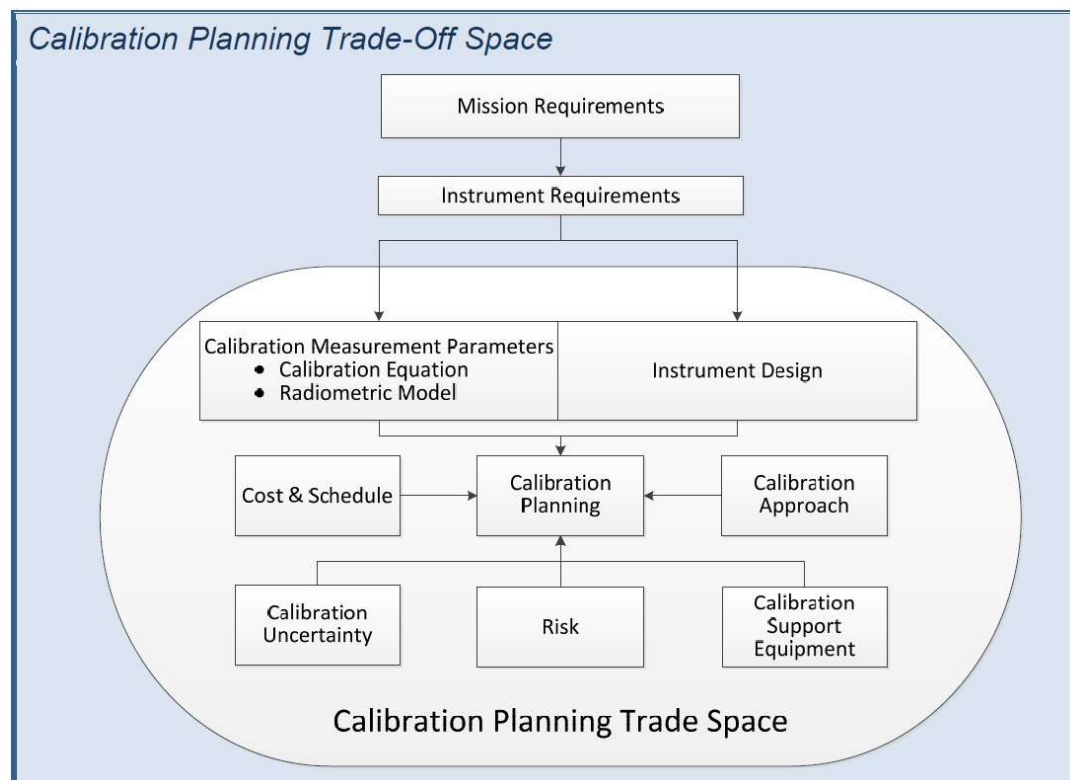 Calibration Planning Trade-Off Space
Mission Requirements
Instrument Requirements
Calibration Measurement Parameters
• Calibration Equation
• Radiometric Model
Instrument Design
Cost & Schedule
Calibration
Planning
Calibration
Approach
Calibration
Uncertainty
Risk
Calibration
Support
Equipment
Calibration Planning Trade Space